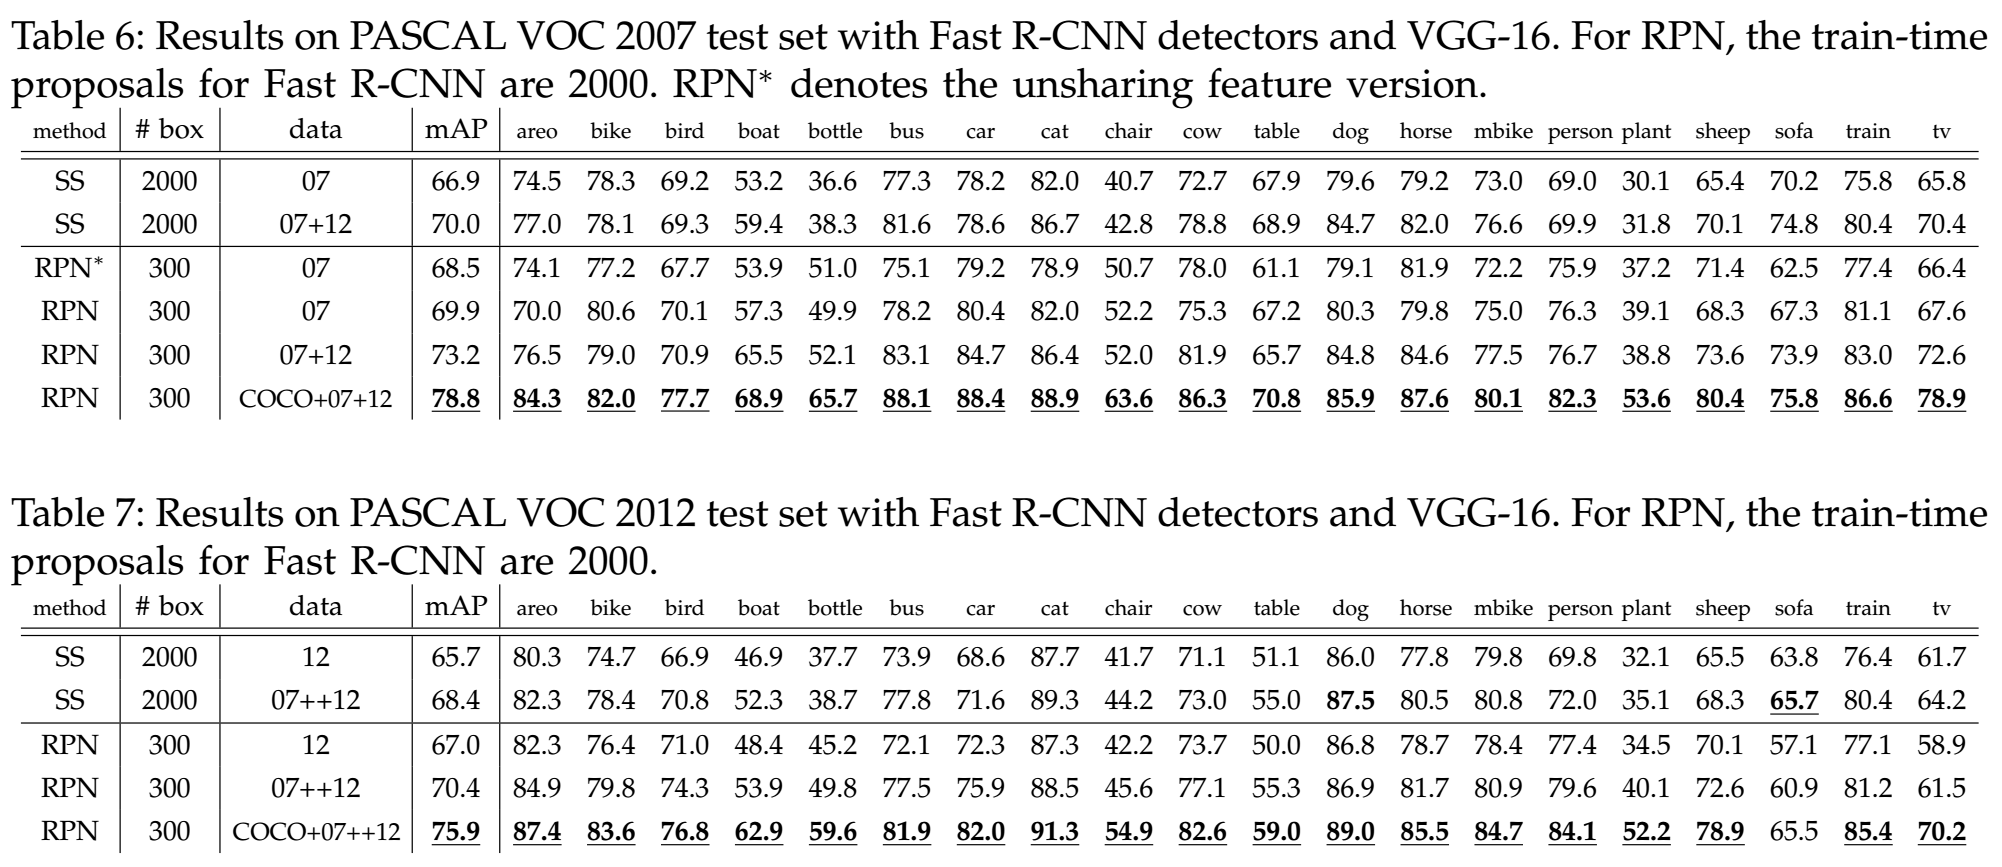 Table 6: Results on PASCAL VOC 2007 test set with Fast R-CNN detectors and VGG-16. For RPN, the train-time
proposals for Fast R-CNN are 2000. RPN* denotes the unsharing feature version.
method # box data mAP areo bike bird boat bottle bus car cat chair cow table dog horse mbike person plant sheep sofa train tv
SS 2000 07 66.9 74.5 78.3 69.2 53.2 36.6 77.3 78.2 82.0 40.7 72.7 67.9 79.6 79.2 73.0 69.0 30.1 65.4 70.2 75.8 65.8
SS 2000 07+12 70.0 77.0 78.1 69.3 59.4 38.3 81.6 78.6 86.7 42.8 78.8 68.9 84.7 82.0 76.6 69.9 31.8 70.1 74.8 80.4 70.4
RPN* 300 07 68.5 74.1 77.2 67.7 53.9 51.0 75.1 79.2 78.9 50.7 78.0 61.1 79.1 81.9 72.2 75.9 37.2 71.4 62.5 77.4 66.4
RPN 300 07 69.9 70.0 80.6 70.1 57.3 49.9 78.2 80.4 82.0 52.2 75.3 67.2 80.3 79.8 75.0 76.3 39.1 68.3 67.3 81.1 67.6
RPN 300 07+12 73.2 76.5 79.0 70.9 65.5 52.1 83.1 84.7 86.4 52.0 81.9 65.7 84.8 84.6 77.5 76.7 38.8 73.6 73.9 83.0 72.6
RPN 300 COCO+07+12 78.8 84.3 82.0 77.7 68.9 65.7 88.1 88.4 88.9 63.6 86.3 70.8 85.9 87.6 80.1 82.3 53.6 80.4 75.8 86.6 78.9
Table 7: Results on PASCAL VOC 2012 test set with Fast R-CNN detectors and VGG-16. For RPN, the train-time
proposals for Fast R-CNN are 2000.
method # box data mAP areo bike bird boat bottle bus car cat chair cow table dog horse mbike person plant sheep sofa train tv
SS 2000 12 65.7 80.3 74.7 66.9 46.9 37.7 73.9 68.6 87.7 41.7 71.1 51.1 86.0 77.8 79.8 69.8 32.1 65.5 63.8 76.4 61.7
SS 2000 07++12 68.4 82.3 78.4 70.8 52.3 38.7 77.8 71.6 89.3 44.2 73.0 55.0 87.5 80.5 80.8 72.0 35.1 68.3 65.7 80.4 64.2
RPN 300 12 67.0 82.3 76.4 71.0 48.4 45.2 72.1 72.3 87.3 42.2 73.7 50.0 86.8 78.7 78.4 77.4 34.5 70.1 57.1 77.1 58.9
RPN 300 07++12 70.4 84.9 79.8 74.3 53.9 49.8 77.5 75.9 88.5 45.6 77.1 55.3 86.9 81.7 80.9 79.6 40.1 72.6 60.9 81.2 61.5
RPN 300 COCO+07++12 75.9 87.4 83.6 76.8 62.9 59.6 81.9 82.0 91.3 54.9 82.6 59.0 89.0 85.5 84.7 84.1 52.2 78.9 65.5 85.4 70.2